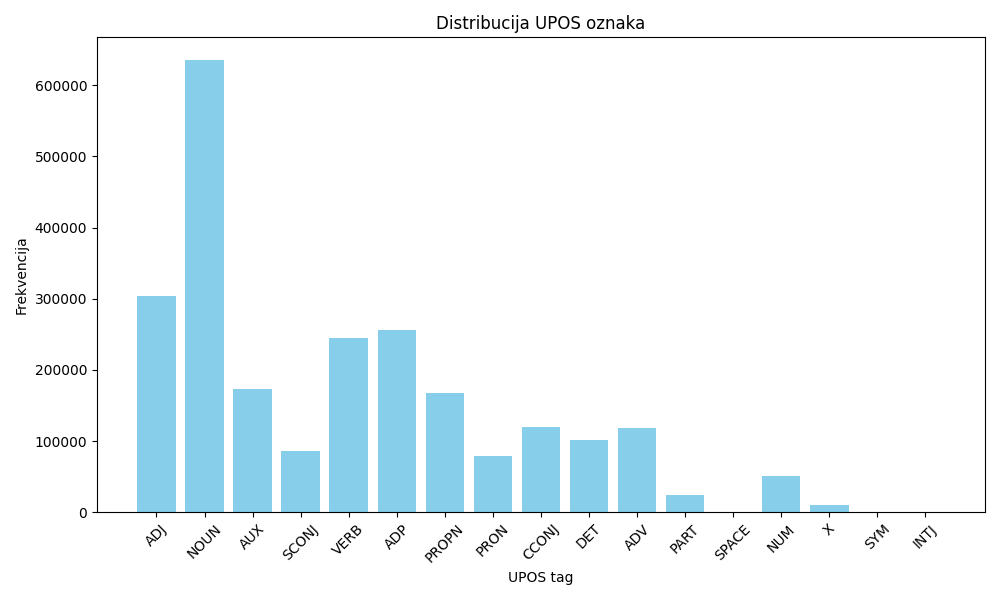 Distribucija UPOS oznaka
Frekvencija
600000
500000
400000
300000
200000
100000
0
ADJ
NOUN
AUX
SCONJ
VERB
ADP
PROPN
PRON
CCONJ
DET
ADV
PART
SPACE
NUM
X
SYM
INTJ
UPOS tag